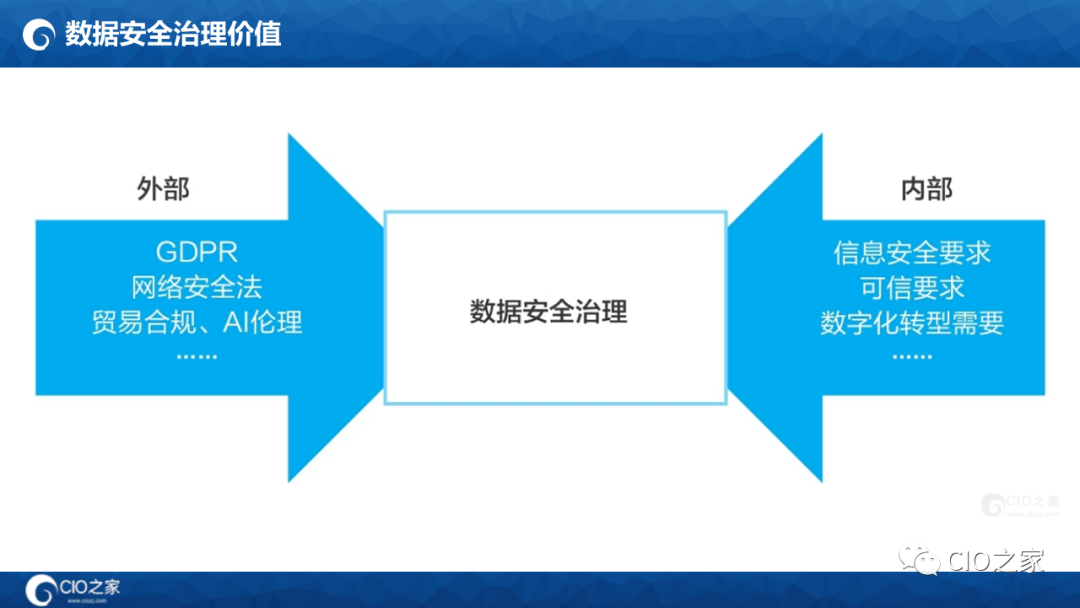 数据安全治理价值
外部
GDPR
网络安全法
贸易合规、AI伦理
......
数据安全治理
内部
信息安全要求
可信要求
数字化转型需要
......
CIO之家
www.ciozj.com
CIO之家
CIO之家
www.ciozj.com